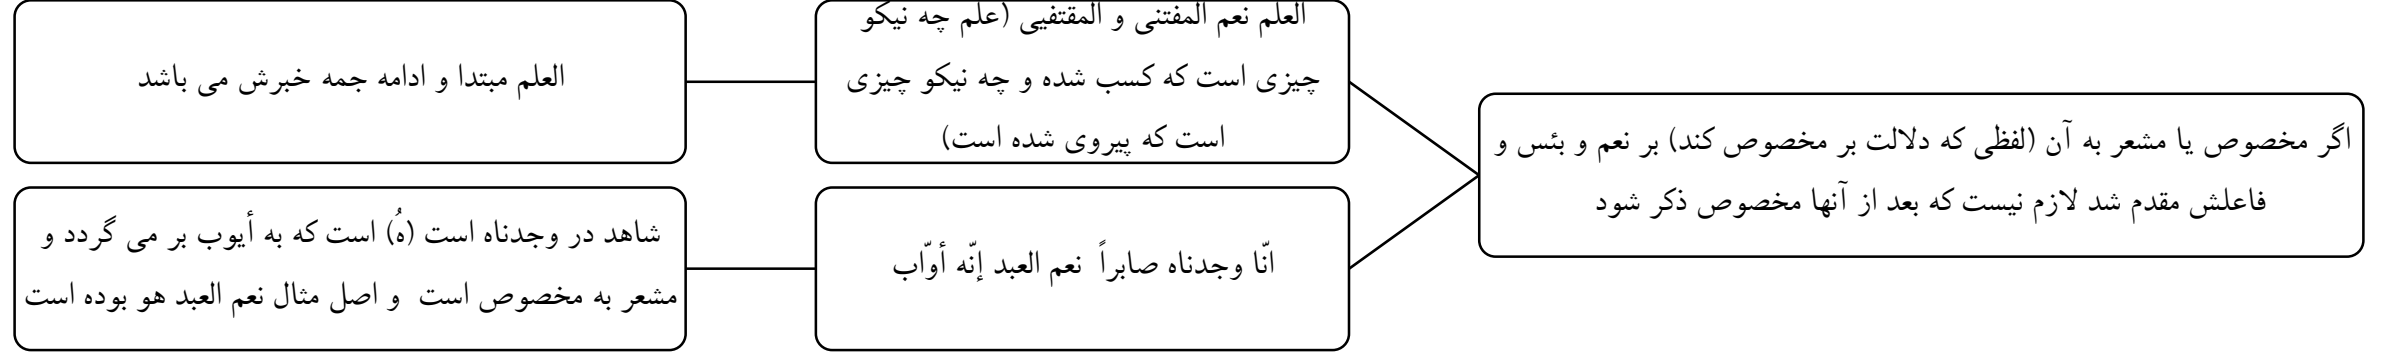 اگر مخصوص یا مشعر به آن (لفظی که دلالت بر مخصوص کند) بر نعم و بئس و
فاعلش مقدم شد لازم نیست که بعد از آنها مخصوص ذکر شود
العلم نعم المفتنی و المقتفیی (علم چه نیکو
چیزی است که کسب شده و چه نیکو چیزی
است که پیروی شده است)
العلم مبتدا و ادامه جمه خبرش می باشد
انّا وجدناه صابراً نعم العبد إنّه أوّاب
شاهد در وجدناه است (هُ) است که به أیوب بر می گردد و
مشعر به مخصوص است و اصل مثال نعم العبد هو بوده است